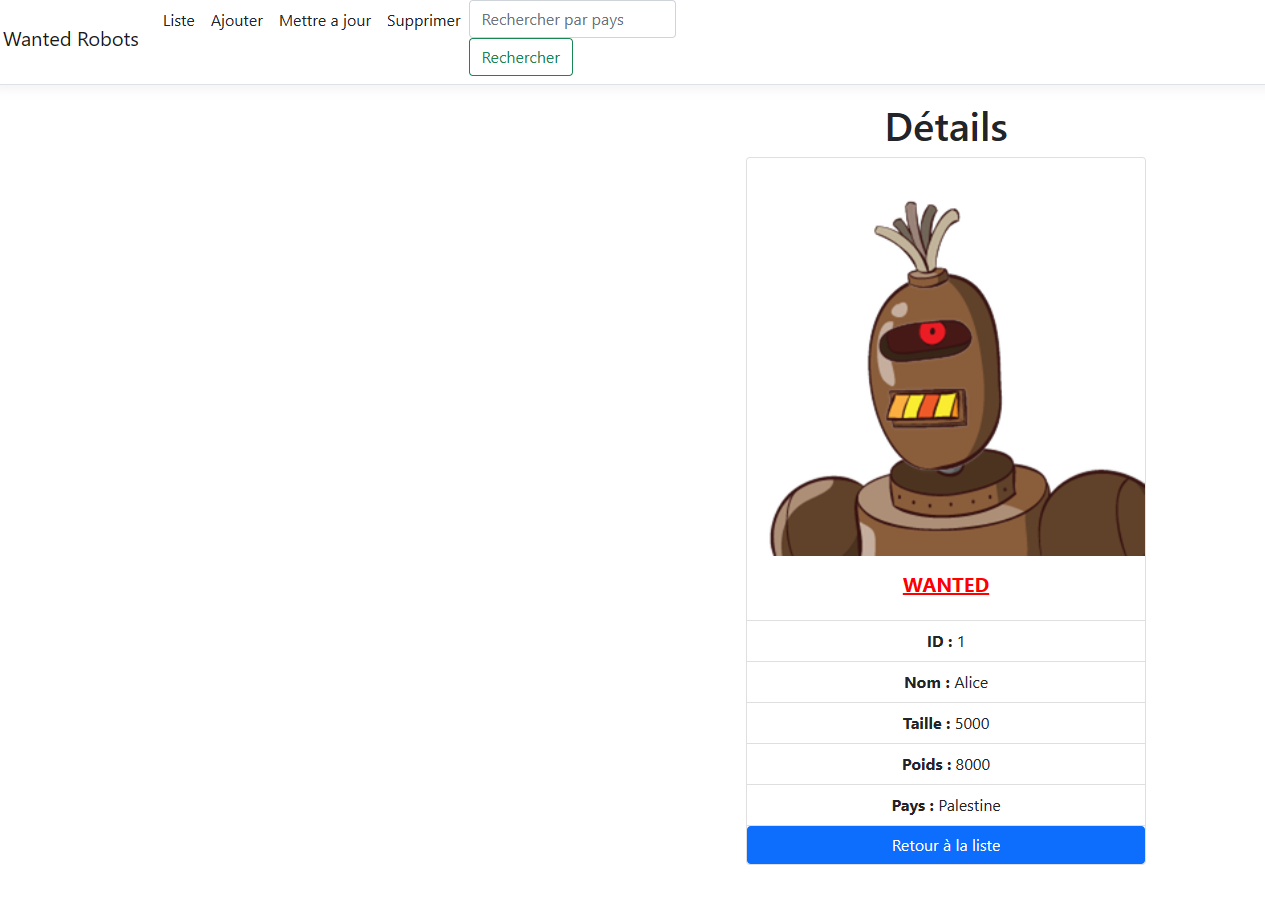 Wanted Robots
Liste Ajouter Mettre a jour Supprimer Rechercher par pays
Rechercher
Détails
WANTED
ID : 1
Nom : Alice
Taille : 5000
Poids : 8000
Pays : Palestine
Retour à la liste